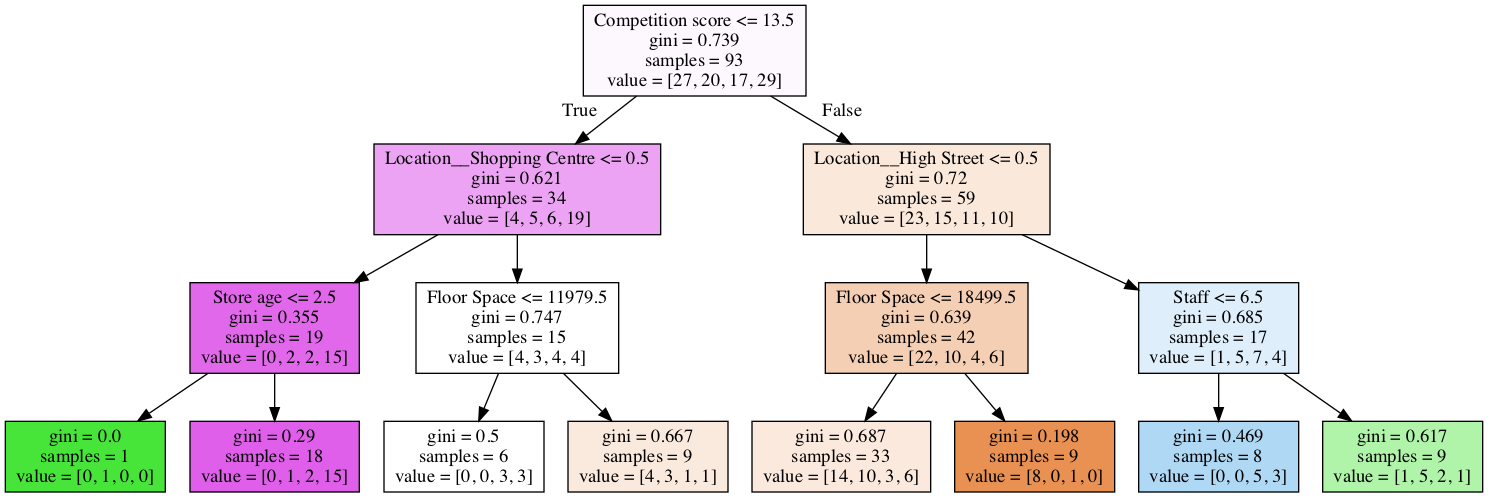 Competition score <= 13.5
gini = 0.739
samples = 93
value = [27, 20, 17, 29]
True
False
Location__Shopping Centre <= 0.5
gini = 0.621
samples = 34
value = [4, 5, 6, 19]
Location__High Street <= 0.5
gini = 0.72
samples = 59
value = [23, 15, 11, 10]
Store age <= 2.5
gini = 0.355
samples = 19
value = [0, 2, 2, 15]
Floor Space <= 11979.5
gini = 0.747
samples = 15
value = [4, 3, 4, 4]
Floor Space <= 18499.5
gini = 0.639
samples = 42
value = [22, 10, 4, 6]
Staff <= 6.5
gini = 0.685
samples = 17
value = [1, 5, 7, 4]
gini = 0.0
samples = 1
value = [0, 1, 0, 0]
gini = 0.29
samples = 18
value = [0, 1, 2, 15]
gini = 0.5
samples = 6
value = [0, 0, 3, 3]
gini = 0.667
samples = 9
value = [4, 3, 1, 1]
gini = 0.687
samples = 33
value = [14, 10, 3, 6]
gini = 0.198
samples = 9
value = [8, 0, 1, 0]
gini = 0.469
samples = 8
value = [0, 0, 5, 3]
gini = 0.617
samples = 9
value = [1, 5, 2, 1]